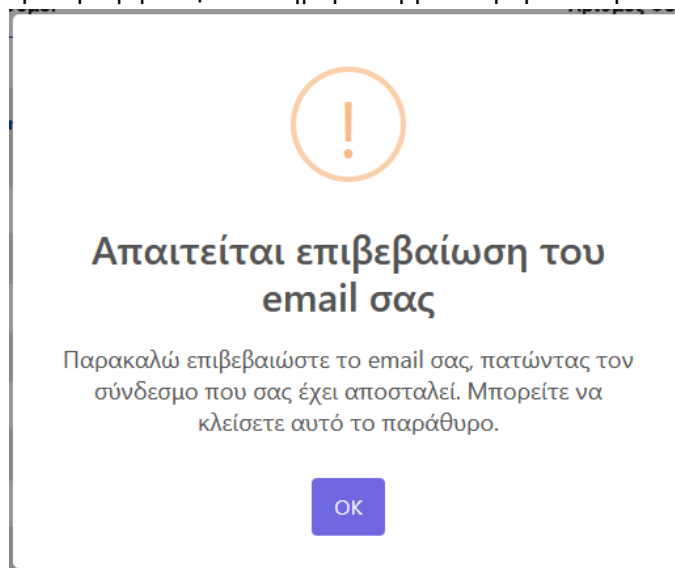 !
Απαιτείται επιβεβαίωση του
email σας
Παρακαλώ επιβεβαιώστε το email σας, πατώντας τον
σύνδεσμο που σας έχει αποσταλεί. Μπορείτε να
κλείσετε αυτό το παράθυρο.
OK